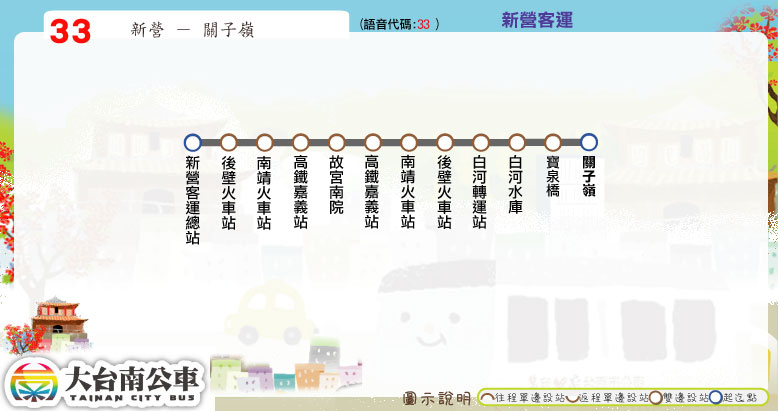 33
新營 － 關子嶺
(語音代碼:33 )
新營客運
新營客運總站
後壁火車站
南靖火車站
高鐵嘉義站
故宮南院
高鐵嘉義站
南靖火車站
後壁火車站
白河轉運站
白河水庫
寶泉橋
關子嶺
大台南公車
TAINAN CITY BUS
圖示說明 往程單邊設站 返程單邊設站 雙邊設站 起迄點